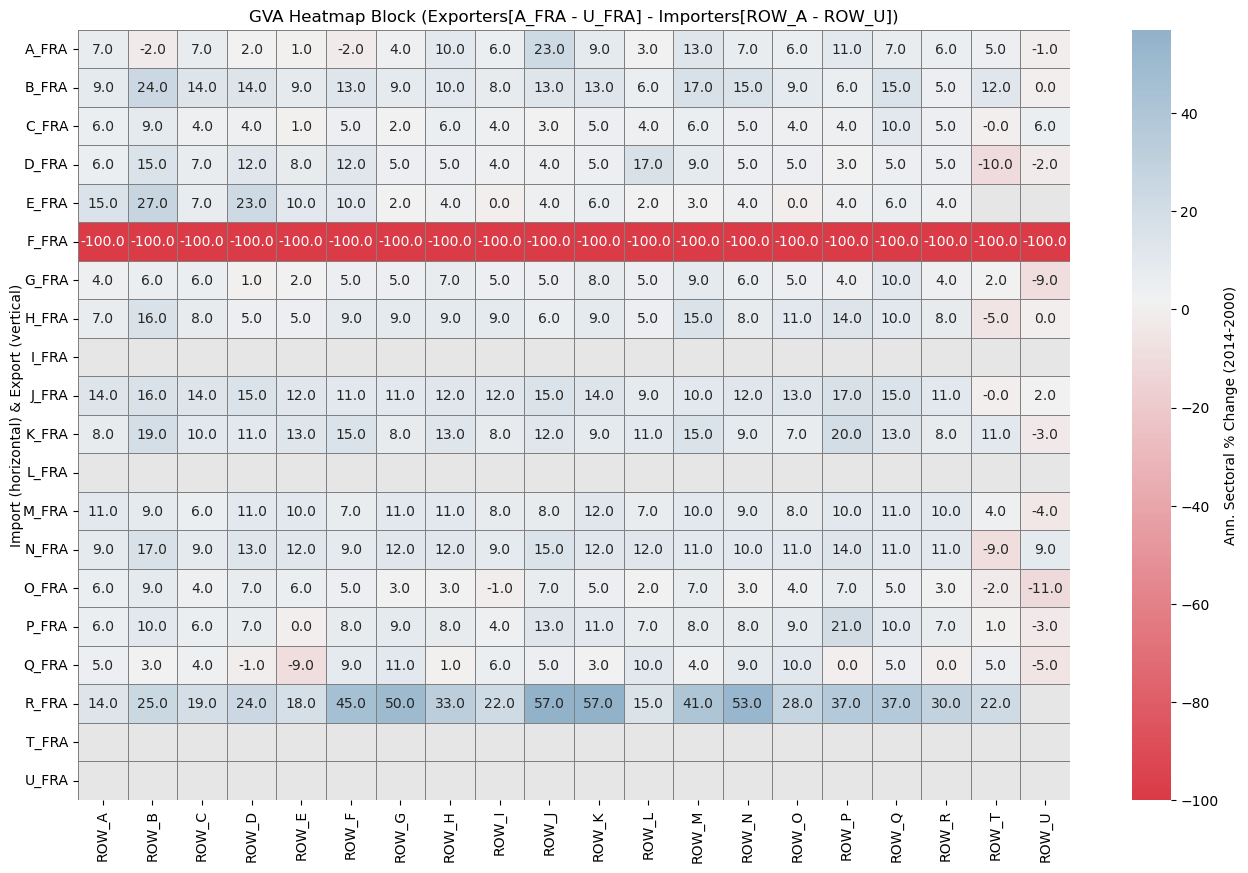 GVA Heatmap Block (Exporters[A_FRA - U_FRA] - Importers[ROW_A - ROW_U])
Import (horizontal) & Export (vertical)
A_FRA 7.0 -2.0 7.0 2.0 1.0 -2.0 4.0 10.0 6.0 23.0 9.0 3.0 13.0 7.0 6.0 11.0 7.0 6.0 5.0 -1.0
B_FRA 9.0 24.0 14.0 14.0 9.0 13.0 9.0 10.0 8.0 13.0 13.0 6.0 17.0 15.0 9.0 6.0 15.0 5.0 12.0 0.0
C_FRA 6.0 9.0 4.0 4.0 1.0 5.0 2.0 6.0 4.0 3.0 5.0 4.0 6.0 5.0 4.0 4.0 10.0 5.0 -0.0 6.0
D_FRA 6.0 15.0 7.0 12.0 8.0 12.0 5.0 5.0 4.0 4.0 5.0 17.0 9.0 5.0 5.0 3.0 5.0 5.0 -10.0 -2.0
E_FRA 15.0 27.0 7.0 23.0 10.0 10.0 2.0 4.0 0.0 4.0 6.0 2.0 3.0 4.0 0.0 4.0 6.0 4.0
F_FRA -100.0 -100.0 -100.0 -100.0 -100.0 -100.0 -100.0 -100.0 -100.0 -100.0 -100.0 -100.0 -100.0 -100.0 -100.0 -100.0 -100.0 -100.0 -100.0 -100.0
G_FRA 4.0 6.0 6.0 1.0 2.0 5.0 5.0 7.0 5.0 5.0 8.0 5.0 9.0 6.0 5.0 4.0 10.0 4.0 2.0 -9.0
H_FRA 7.0 16.0 8.0 5.0 5.0 9.0 9.0 9.0 9.0 6.0 9.0 5.0 15.0 8.0 11.0 14.0 10.0 8.0 -5.0 0.0
I_FRA
J_FRA 14.0 16.0 14.0 15.0 12.0 11.0 11.0 12.0 12.0 15.0 14.0 9.0 10.0 12.0 13.0 17.0 15.0 11.0 -0.0 2.0
K_FRA 8.0 19.0 10.0 11.0 13.0 15.0 8.0 13.0 8.0 12.0 9.0 11.0 15.0 9.0 7.0 20.0 13.0 8.0 11.0 -3.0
L_FRA
M_FRA 11.0 9.0 6.0 11.0 10.0 7.0 11.0 11.0 8.0 8.0 12.0 7.0 10.0 9.0 8.0 10.0 11.0 10.0 4.0 -4.0
N_FRA 9.0 17.0 9.0 13.0 12.0 9.0 12.0 12.0 9.0 15.0 12.0 12.0 11.0 10.0 11.0 14.0 11.0 11.0 -9.0 9.0
O_FRA 6.0 9.0 4.0 7.0 6.0 5.0 3.0 3.0 -1.0 7.0 5.0 2.0 7.0 3.0 4.0 7.0 5.0 3.0 -2.0 -11.0
P_FRA 6.0 10.0 6.0 7.0 0.0 8.0 9.0 8.0 4.0 13.0 11.0 7.0 8.0 8.0 9.0 21.0 10.0 7.0 1.0 -3.0
Q_FRA 5.0 3.0 4.0 -1.0 -9.0 9.0 11.0 1.0 6.0 5.0 3.0 10.0 4.0 9.0 10.0 0.0 5.0 0.0 5.0 -5.0
R_FRA 14.0 25.0 19.0 24.0 18.0 45.0 50.0 33.0 22.0 57.0 57.0 15.0 41.0 53.0 28.0 37.0 37.0 30.0 22.0
T_FRA
U_FRA
ROW_A ROW_B ROW_C ROW_D ROW_E ROW_F ROW_G ROW_H ROW_I ROW_J ROW_K ROW_L ROW_M ROW_N ROW_O ROW_P ROW_Q ROW_R ROW_T ROW_U
40
20
0
−20
−40
−60
−80
−100
Ann. Sectoral % Change (2014-2000)